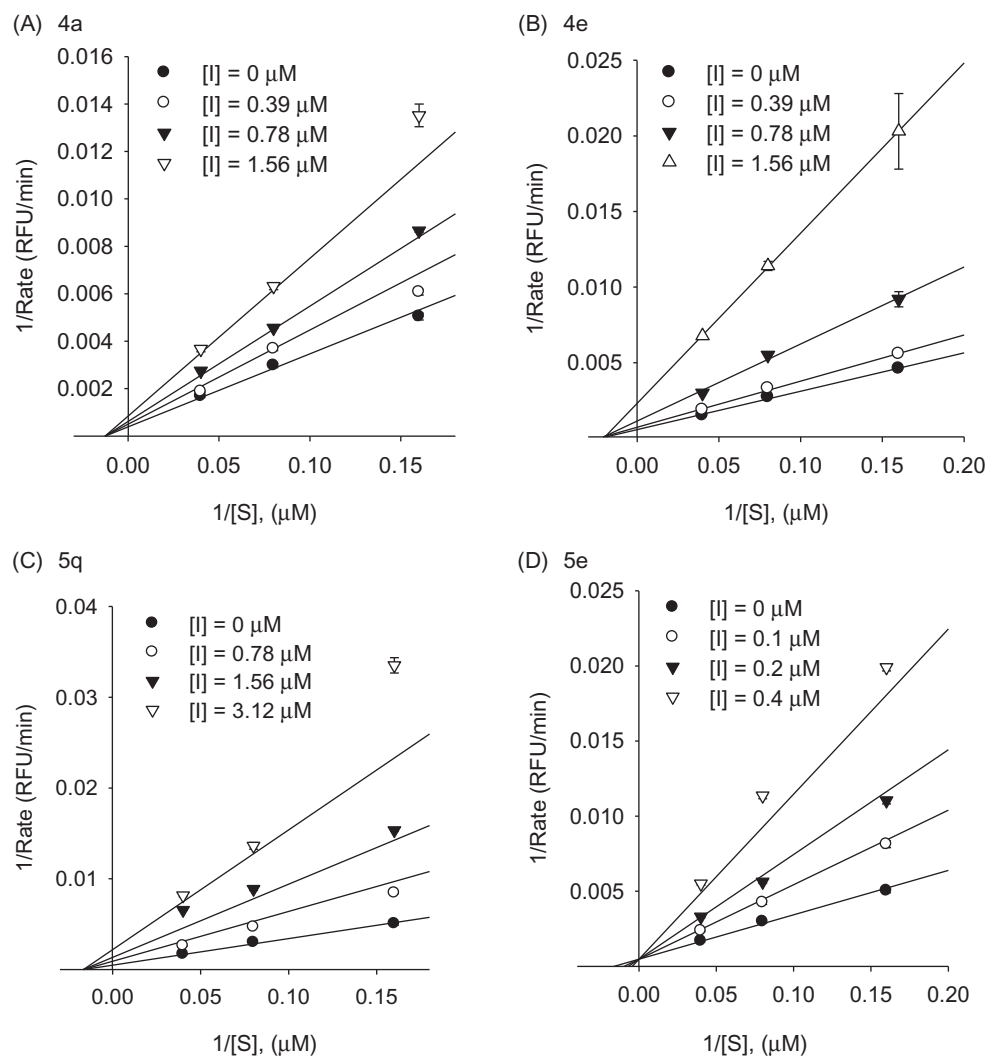 (A) 4a
0.016
0.014
0.012
0.010
0.008
0.006
0.004
0.002
1/Rate (RFU/min)
[I] = 0 μM
[I] = 0.39 μM
[I] = 0.78 μM
[I] = 1.56 μM
0.00 0.05 0.10 0.15
1/[S], (μM)
(B) 4e
0.025
0.020
0.015
0.010
0.005
1/Rate (RFU/min)
[I] = 0 μM
[I] = 0.39 μM
[I] = 0.78 μM
[I] = 1.56 μM
0.00 0.05 0.10 0.15 0.20
1/[S], (μM)
(C) 5q
0.04
0.03
0.02
0.01
1/Rate (RFU/min)
[I] = 0 μM
[I] = 0.78 μM
[I] = 1.56 μM
[I] = 3.12 μM
0.00 0.05 0.10 0.15
1/[S], (μM)
(D) 5e
0.025
0.020
0.015
0.010
0.005
1/Rate (RFU/min)
[I] = 0 μM
[I] = 0.1 μM
[I] = 0.2 μM
[I] = 0.4 μM
0.00 0.05 0.10 0.15 0.20
1/[S], (μM)